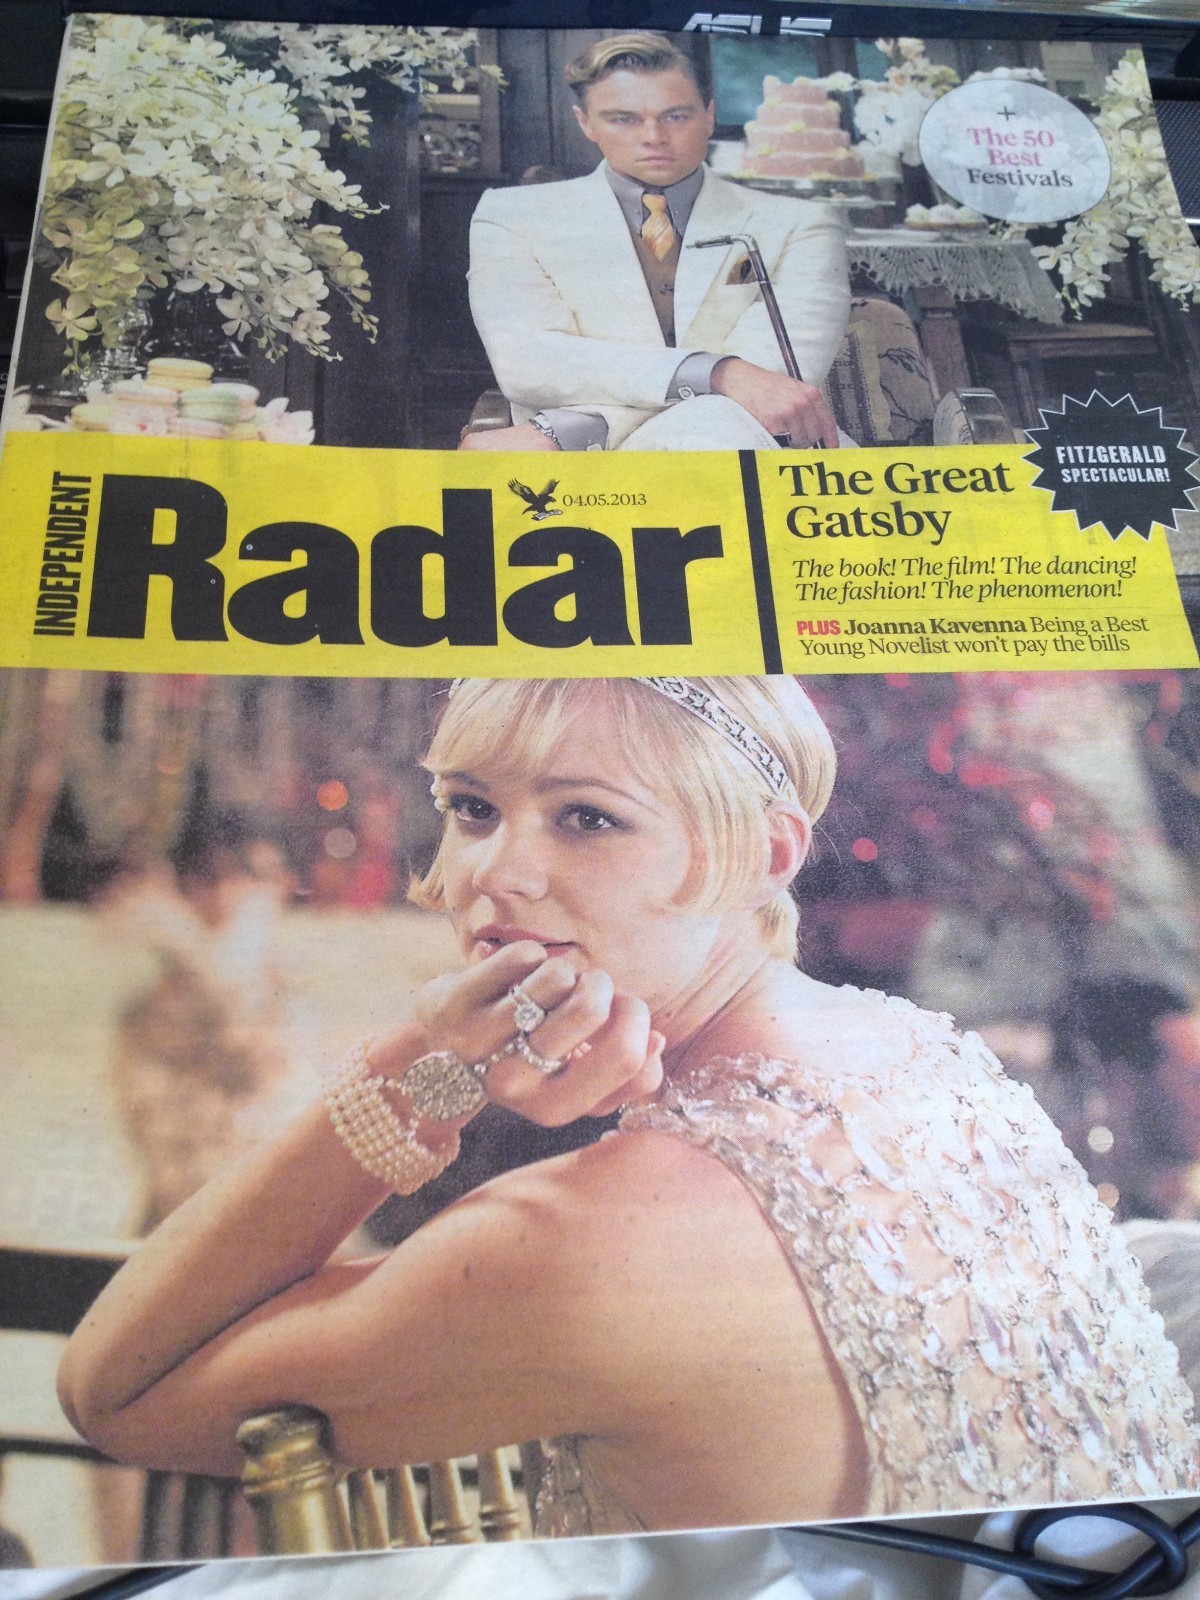 ASUS
+
The 50
Best
Festivals
INDEPENDENT
Radar
04.05.2013
The Great
Gatsby
FITZGERALD
SPECTACULAR!
The book! The film! The dancing!
The fashion! The phenomenon!
PLUS Joanna Kavenna Being a Best
Young Novelist won't pay the bills